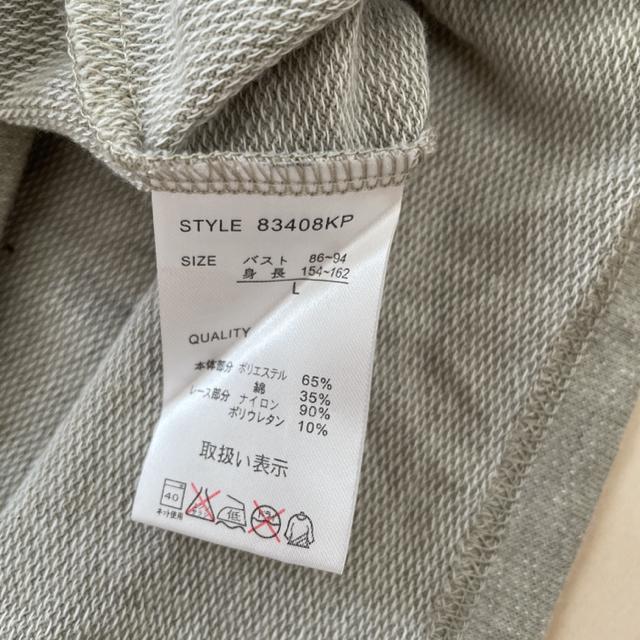 STYLE 83408KP
SIZE バスト 86~94
身長 154~162
L
QUALITY
本体部分 ポリエステル 65%
綿 35%
レース部分 ナイロン 90%
ポリウレタン 10%
取扱い表示
40 低
ネット使用